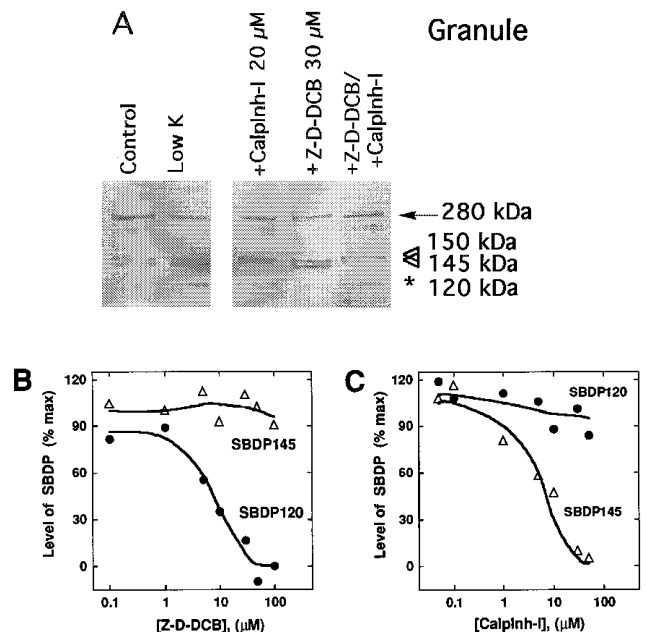 A
Granule
Control
Low K
+CalpInh-I 20 µM
+Z-D-DCB 30 µM
+Z-D-DCB/
+CalpInh-I
280 kDa
150 kDa
145 kDa
* 120 kDa
B
Level of SBDP (% max)
120
90
60
30
0
SBDP145
SBDP120
0.1
1
10
100
[Z-D-DCB], (µM)
C
Level of SBDP (% max)
120
90
60
30
0
SBDP120
SBDP145
0.1
1
10
100
[CalpInh-I], (µM)